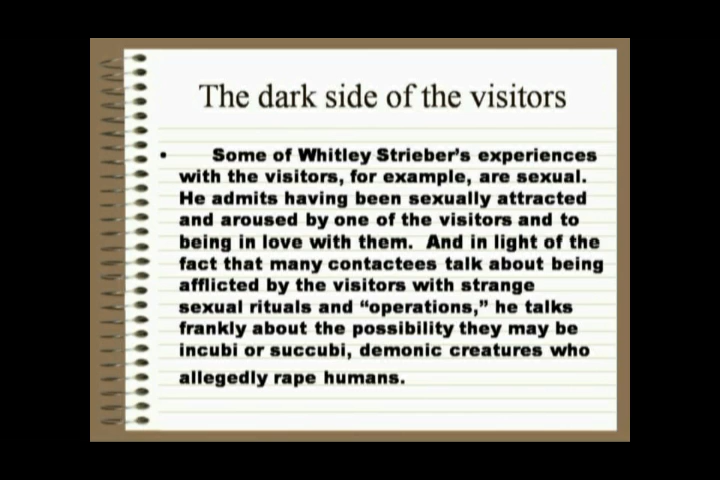 The dark side of the visitors
• Some of Whitley Strieber's experiences
with the visitors, for example, are sexual.
He admits having been sexually attracted
and aroused by one of the visitors and to
being in love with them. And in light of the
fact that many contactees talk about being
afflicted by the visitors with strange
sexual rituals and “operations,” he talks
frankly about the possibility they may be
incubi or succubi, demonic creatures who
allegedly rape humans.